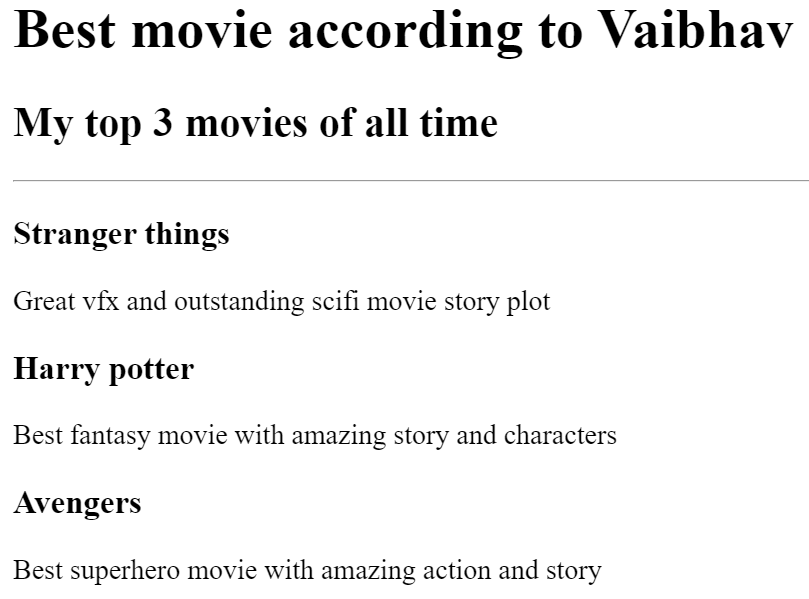 Best movie according to Vaibhav
My top 3 movies of all time
Stranger things
Great vfx and outstanding scifi movie story plot
Harry potter
Best fantasy movie with amazing story and characters
Avengers
Best superhero movie with amazing action and story